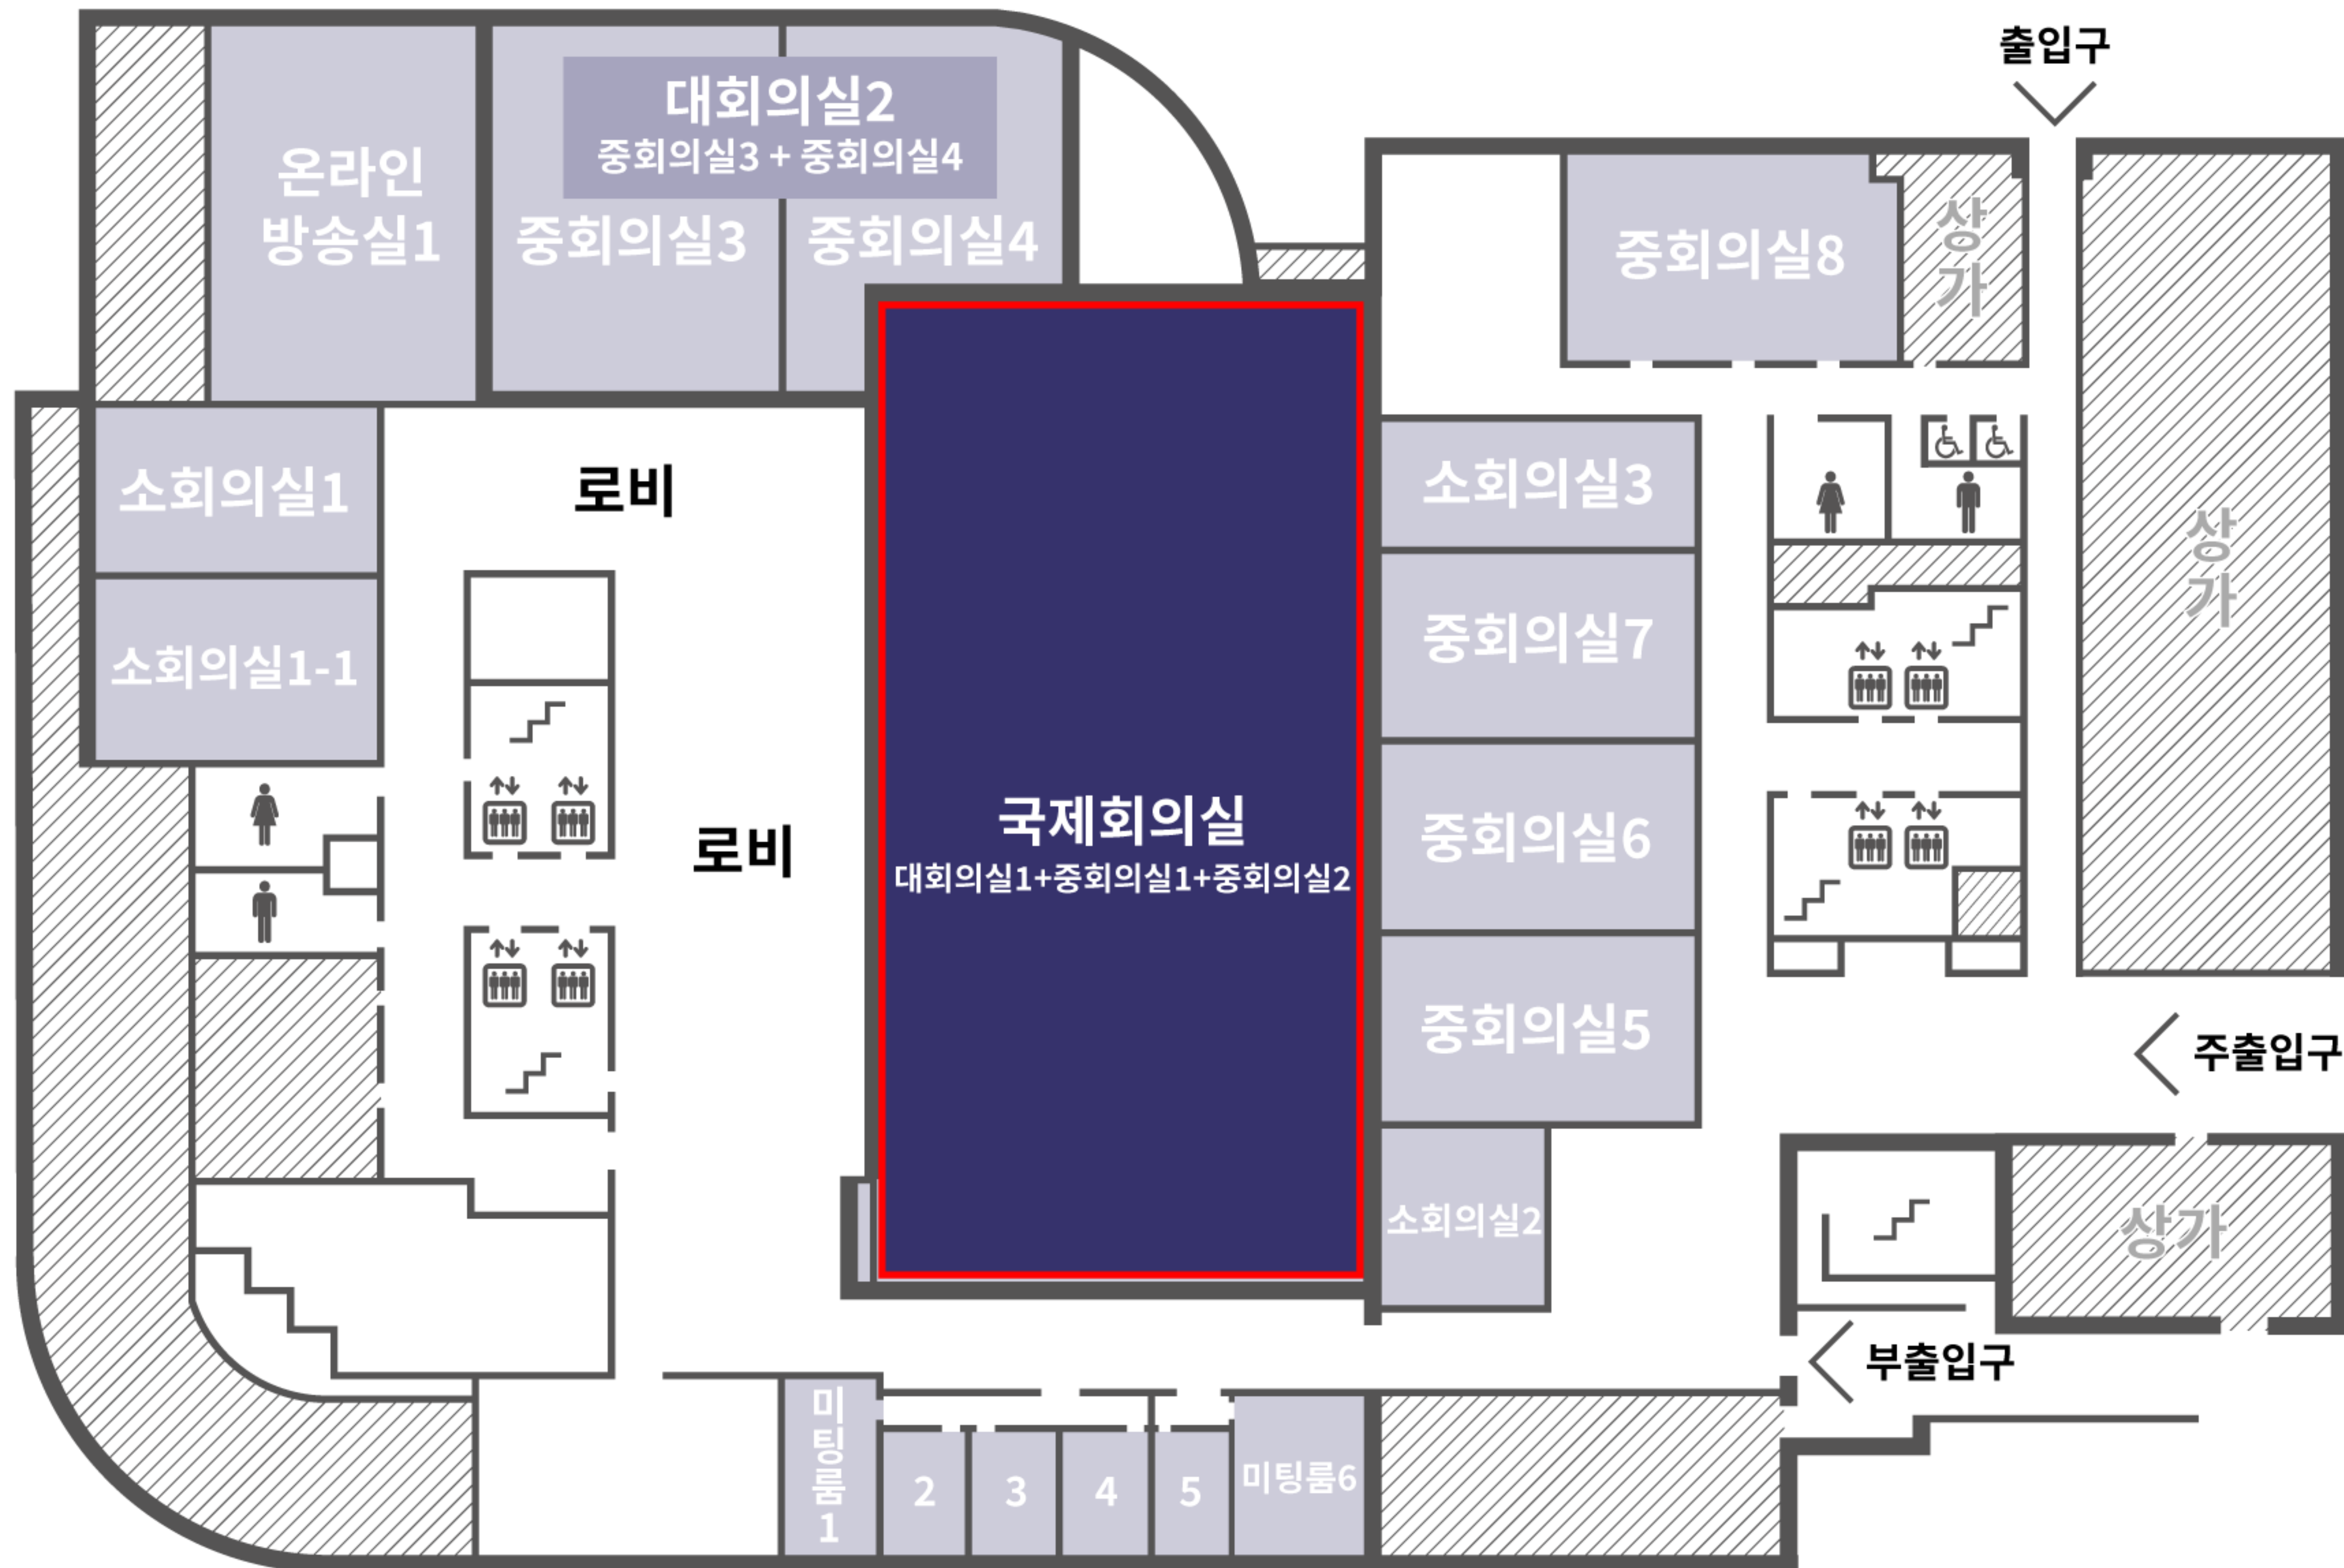 출입구
대회의실2
중회의실3 + 중회의실4
온라인
방송실1
중회의실3
중회의실4
중회의실8
상
가
소회의실1
로비
소회의실3
상
가
소회의실1-1
중회의실7
로비
국제회의실
대회의실1+중회의실1+중회의실2
중회의실6
중회의실5
주출입구
소회의실2
상가
부출입구
미
팅
룸
1
2
3
4
5
미팅룸6